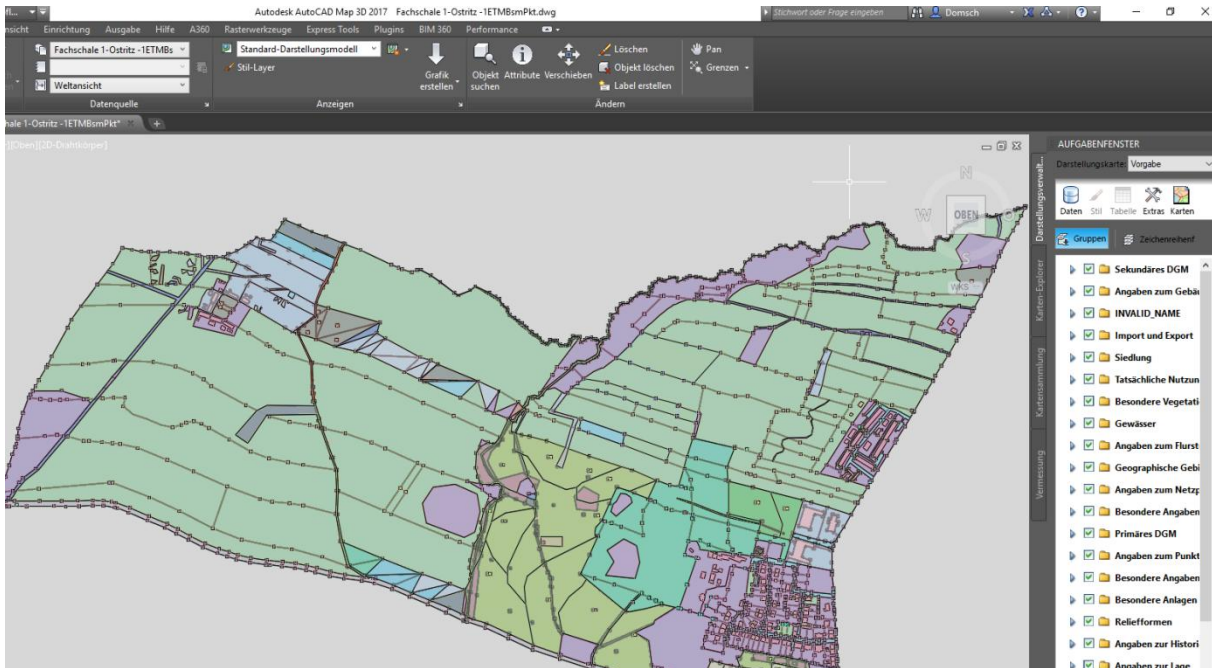 Autodesk AutoCAD Map 3D 2017 Fachschale 1-Ostritz -1ETMBsmPkt.dwg
Stichwort oder Frage eingeben
Domsch
Einrichtung Ausgabe Hilfe A360 Rasterwerkzeuge Express Tools Plugins BIM 360 Performance
Fachschale 1-Ostritz -1ETMBs
Weltansicht
Datenquelle
Standard-Darstellungsmodell
Stil-Layer
Grafik
erstellen
Anzeigen
Objekt
suchen
Attribute
Verschieben
Löschen
Objekt löschen
Label erstellen
Pan
Grenzen
Ändern
hale 1-Ostritz -1ETMBsmPkt*
[Oben][2D-Drahtkörper]
N
W
OBEN
O
S
WKS
Darstellungsverwalt...
Karten-Explorer
Kartensammlung
Vermessung
AUFGABENFENSTER
Darstellungskarte: Vorgabe
Daten Stil Tabelle Extras Karten
Gruppen Zeichenreihenf
Sekundäres DGM
Angaben zum Gebäu
INVALID_NAME
Import und Export
Siedlung
Tatsächliche Nutzun
Besondere Vegetati
Gewässer
Angaben zum Flurst
Geographische Gebi
Angaben zum Netzp
Besondere Angaben
Primäres DGM
Angaben zum Punkt
Besondere Angaben
Besondere Anlagen
Reliefformen
Angaben zur Histori
Angaben zur Lage